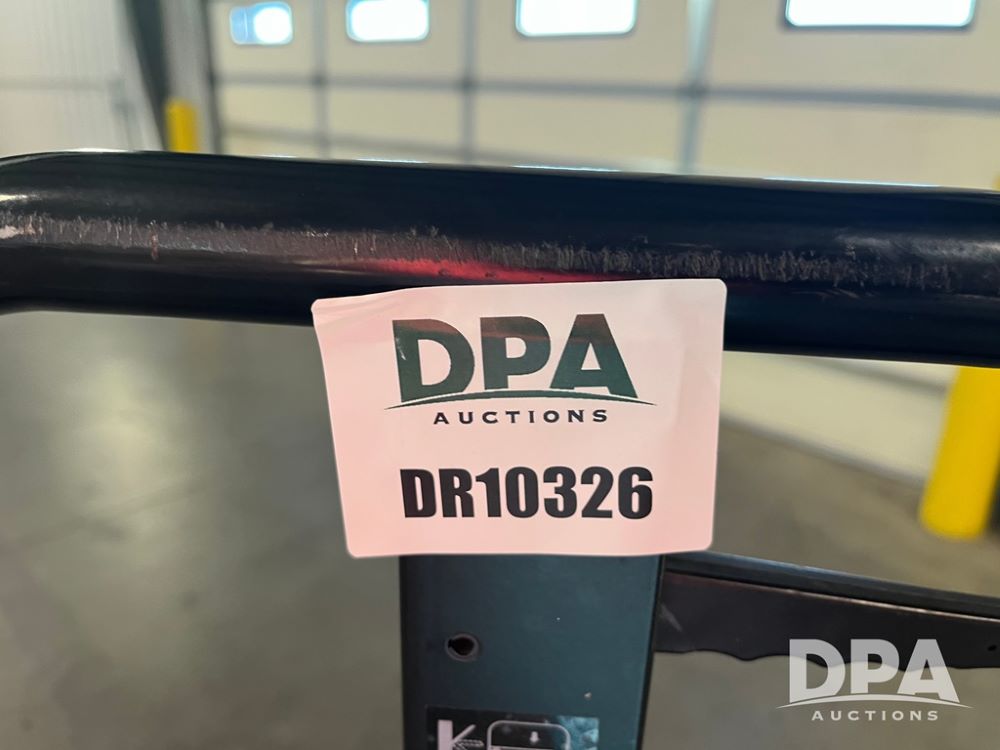 DPA
AUCTIONS
DR10326
K
DPA
AUCTIONS